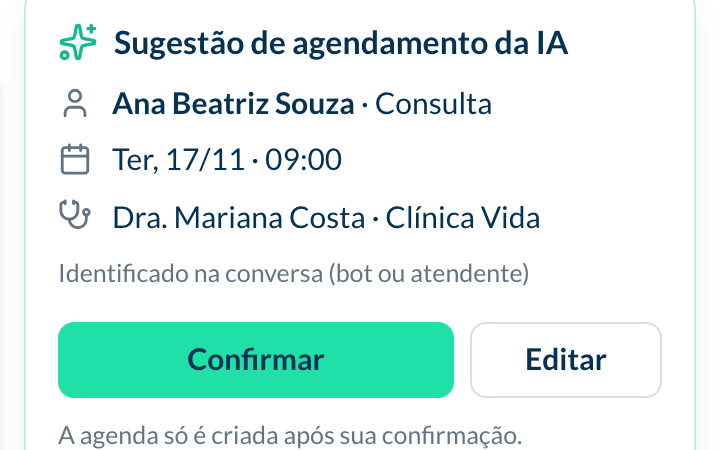 Sugestão de agendamento da IA
Ana Beatriz Souza · Consulta
Ter, 17/11 · 09:00
Dra. Mariana Costa · Clínica Vida
Identificado na conversa (bot ou atendente)
Confirmar
Editar
A agenda só é criada após sua confirmação.